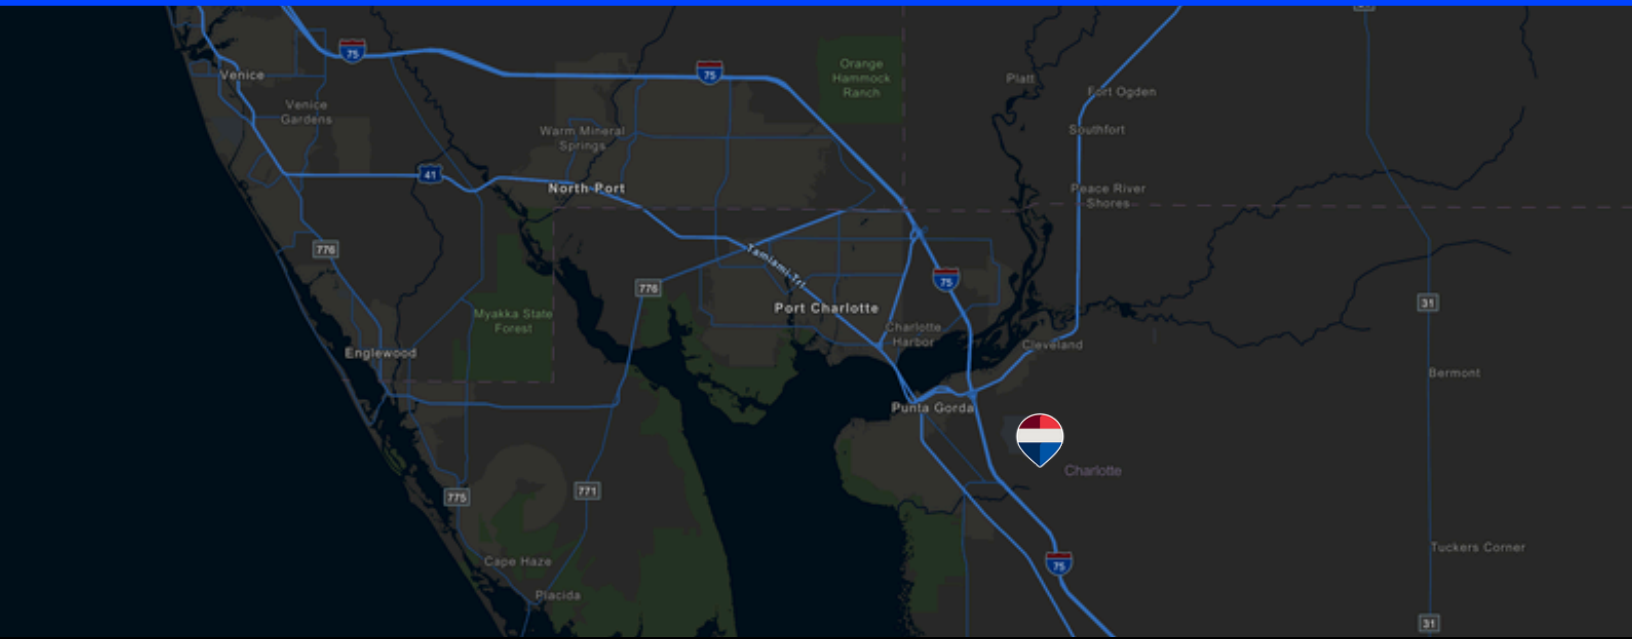 75
75
Orange
Hammock
Ranch
Platt
Fort Ogden
Venice
Venice
Gardens
Warm Mineral
Springs
Southfort
41
North Port
Peace River
Shores
776
Tamiami Trl
776
75
31
Port Charlotte
Myakka State
Forest
Charlotte
Harbor
Cleveland
Englewood
Bermont
Punta Gorda
Charlotte
775
771
Tuckers Corner
Cape Haze
75
Placida
31